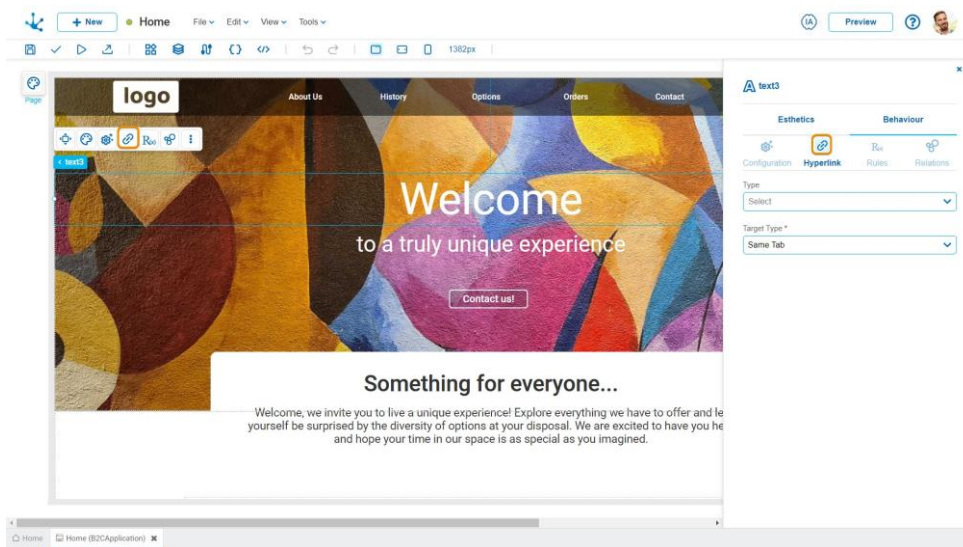 + New Home File Edit View Tools IA Preview ?
</> 1382px
Page
logo About Us History Options Orders Contact
A text3
Esthetics Behaviour
Configuration Hyperlink Rules Relations
< text3
Type
Select
Welcome
Target Type *
Same Tab
to a truly unique experience
Contact us!
Something for everyone...
Welcome, we invite you to live a unique experience! Explore everything we have to offer and le
yourself be surprised by the diversity of options at your disposal. We are excited to have you he
and hope your time in our space is as special as you imagined.
Home Home (B2CApplication)